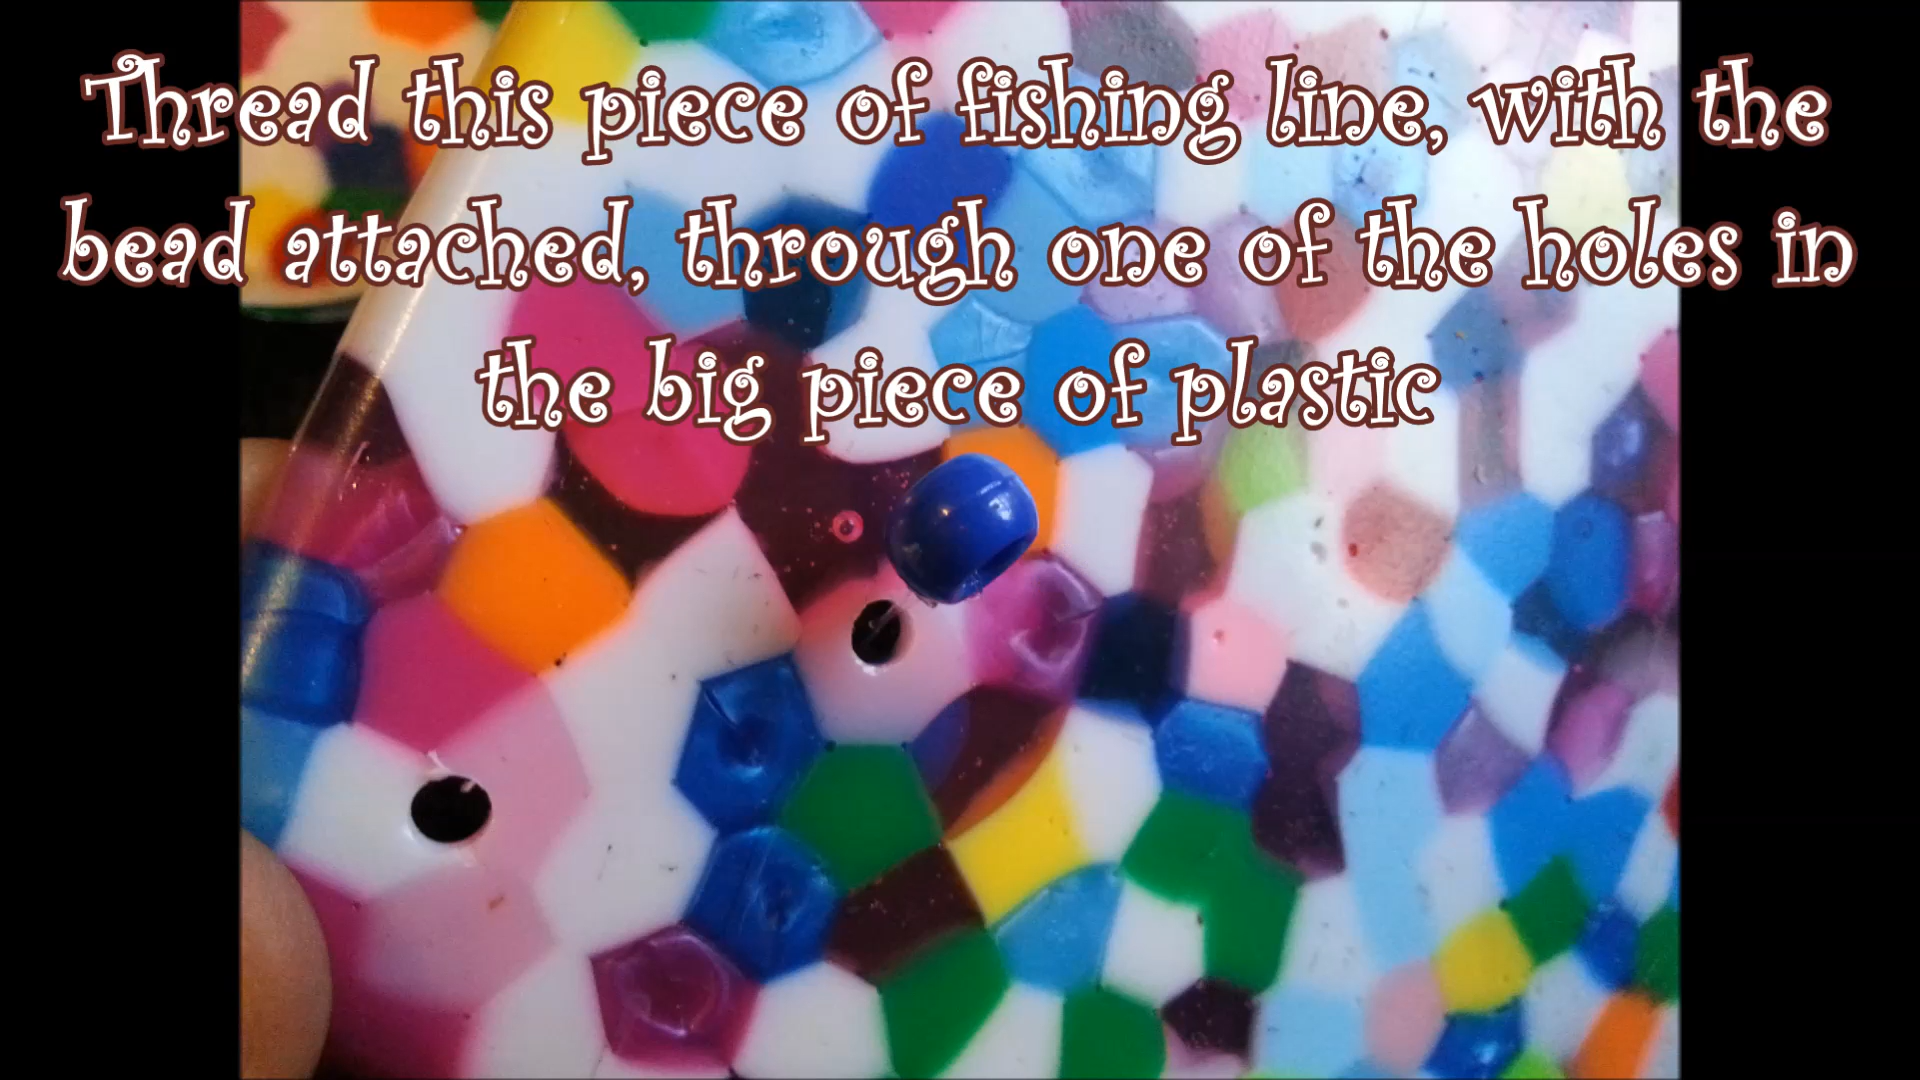 Thread this piece of fishing line, with the
bead attached, through one of the holes in
the big piece of plastic